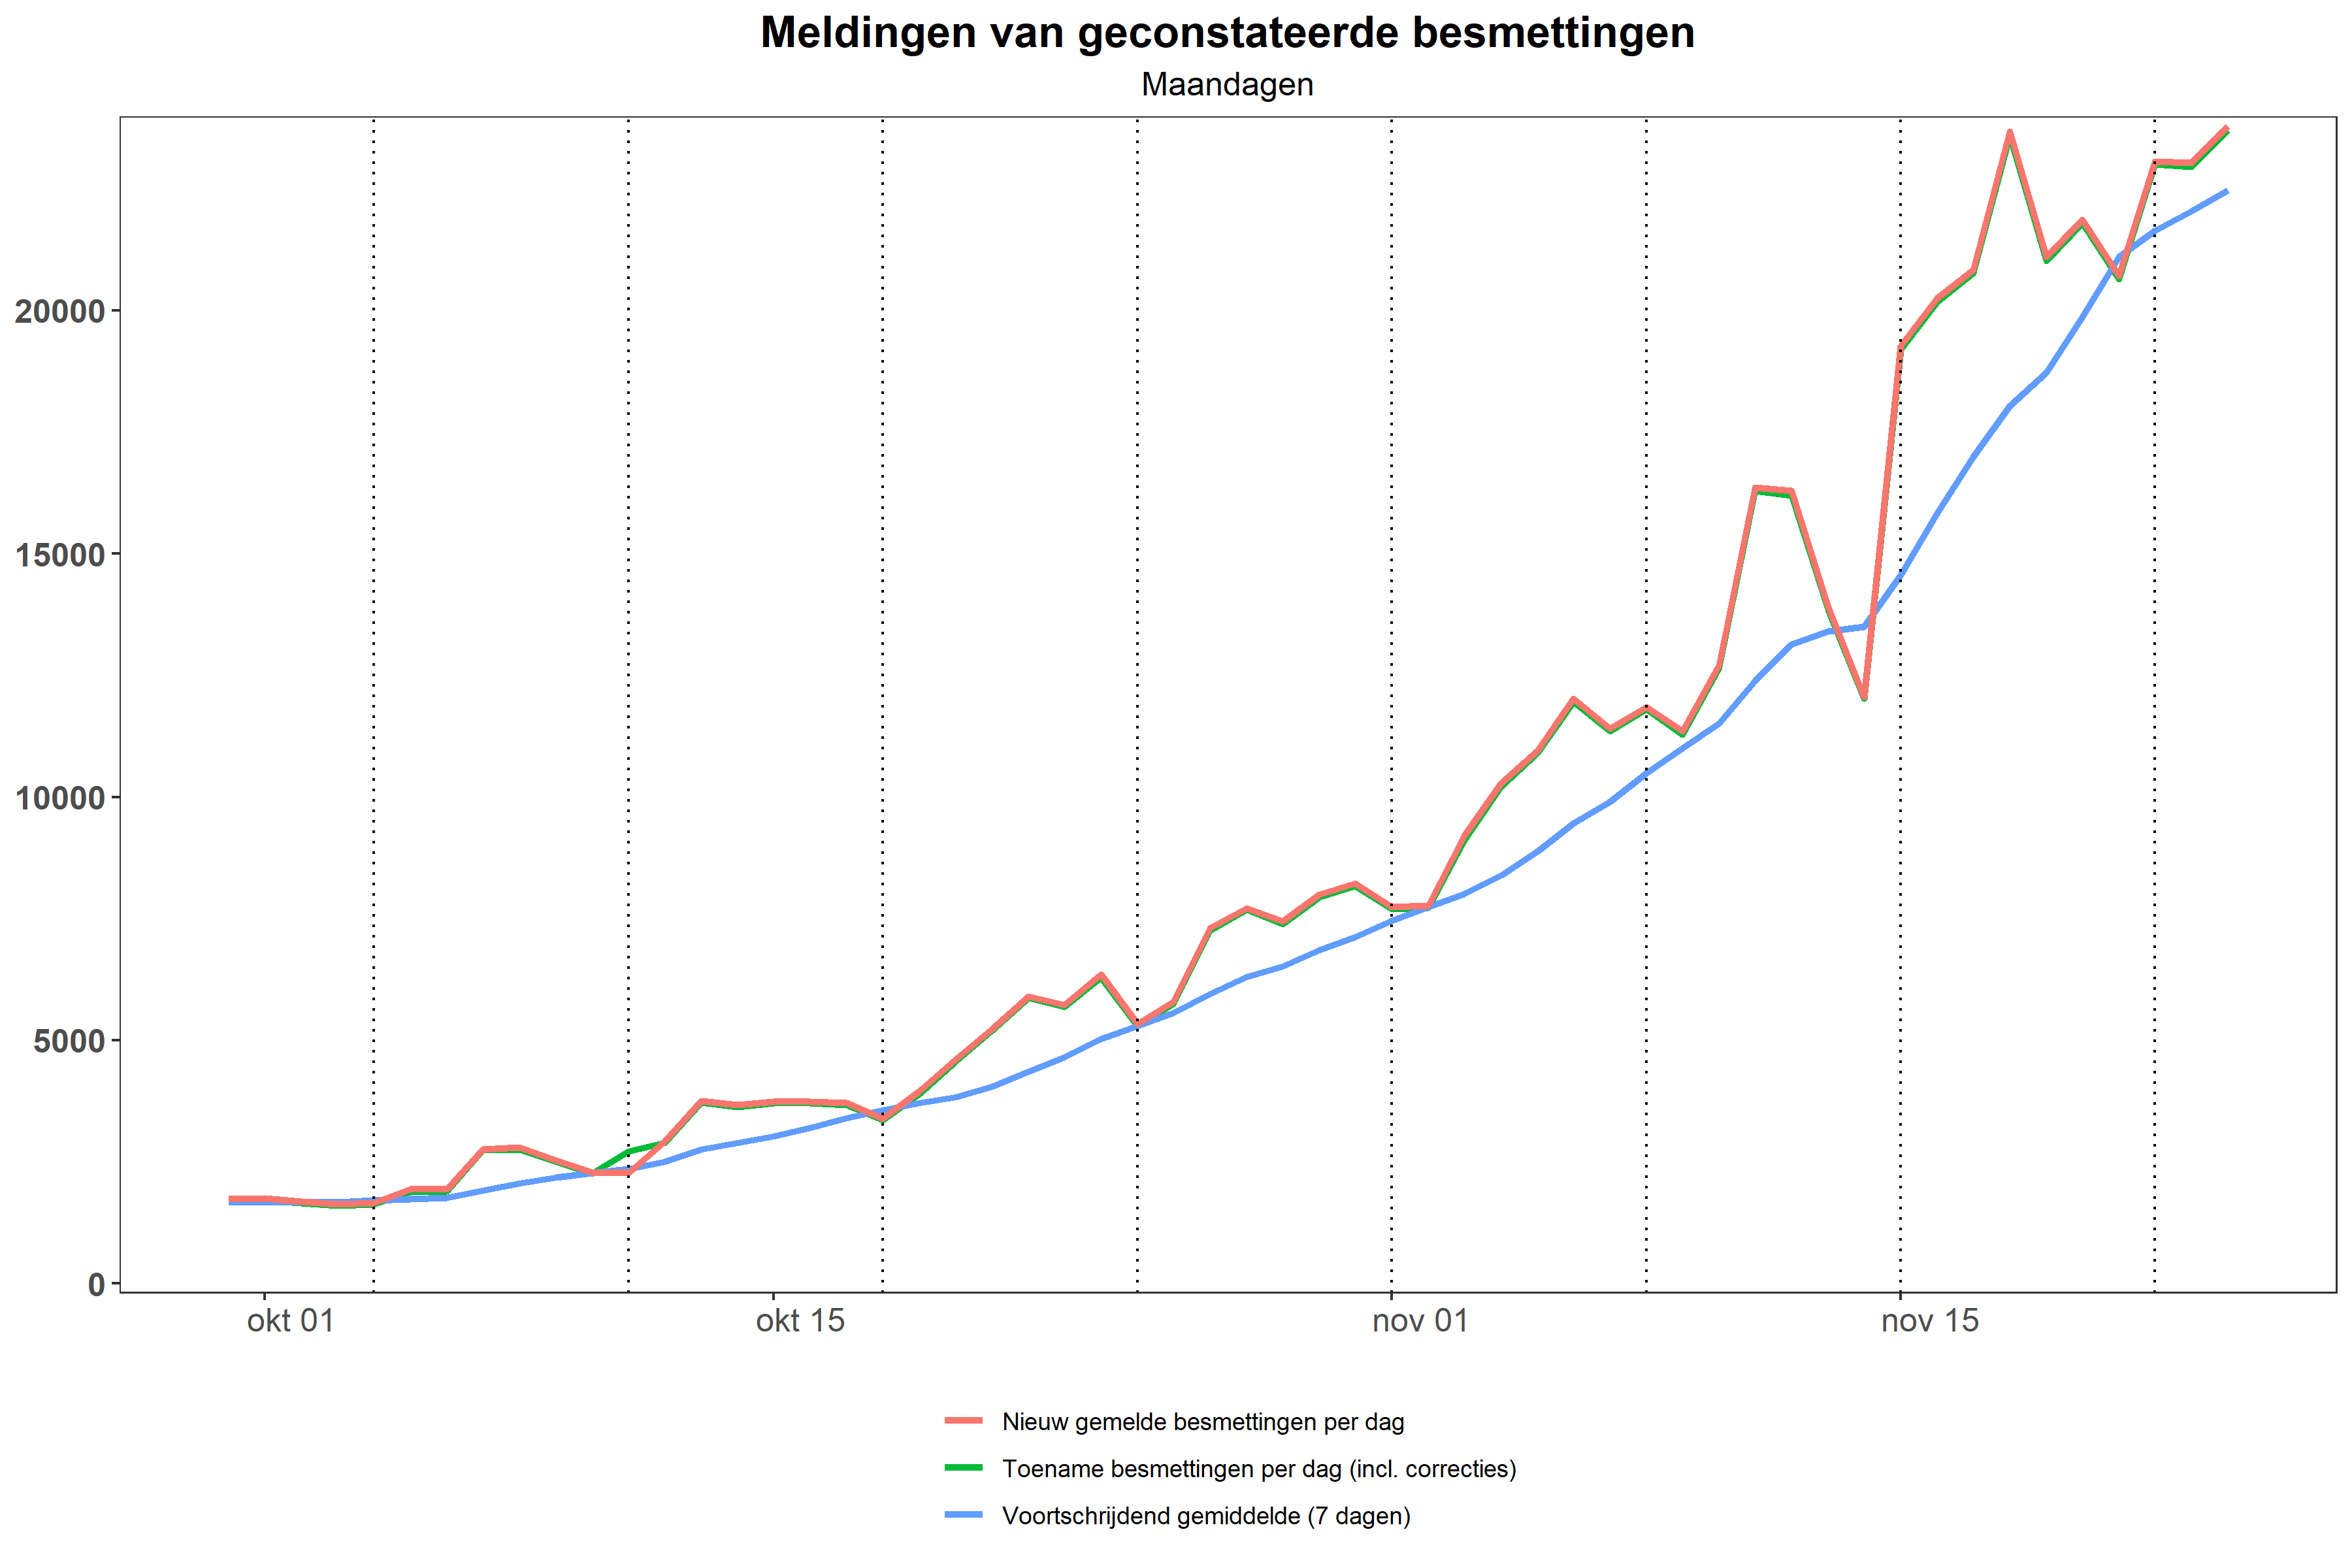 Meldingen van geconstateerde besmettingen
Maandagen
20000
15000
10000
5000
0
okt 01
okt 15
nov 01
nov 15
Nieuw gemelde besmettingen per dag
Toename besmettingen per dag (incl. correcties)
Voortschrijdend gemiddelde (7 dagen)